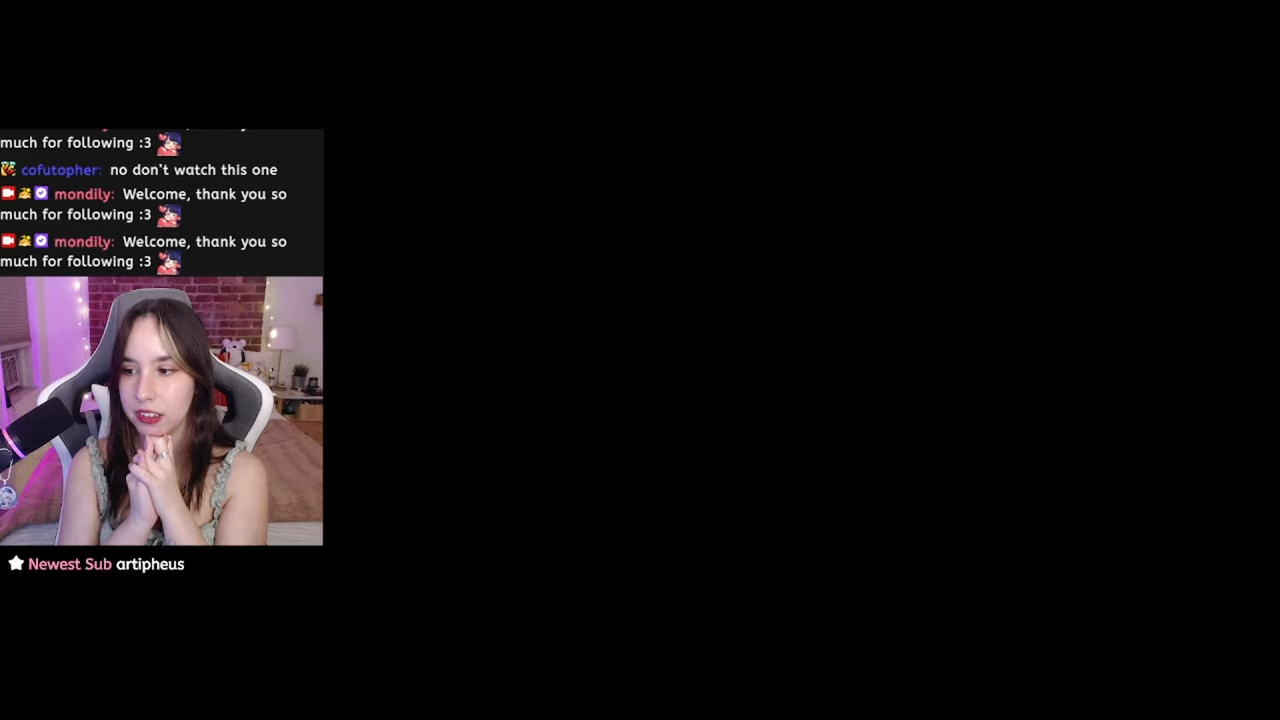 much for following :3
cofutopher: no don't watch this one
mondily: Welcome, thank you so
much for following :3
mondily: Welcome, thank you so
much for following :3
Newest Sub artipheus